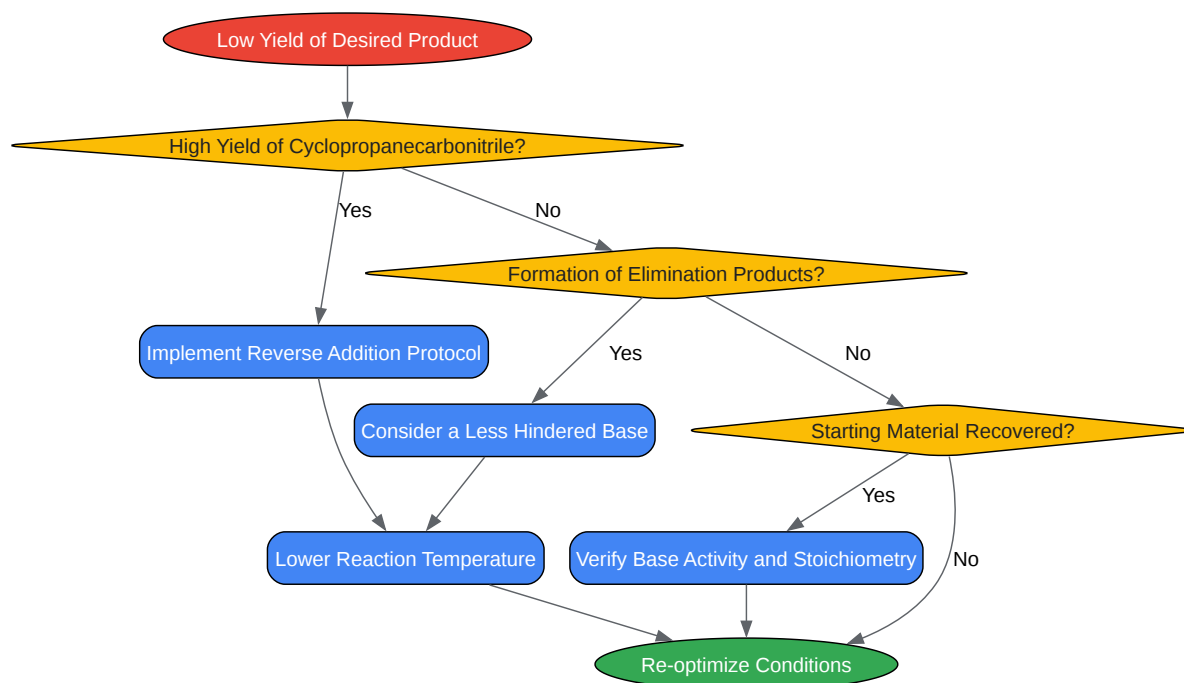 Low Yield of Desired Product
High Yield of Cyclopropanecarbonitrile?
Yes
No
Formation of Elimination Products?
Implement Reverse Addition Protocol
Yes
No
Consider a Less Hindered Base
Starting Material Recovered?
Yes
Lower Reaction Temperature
Verify Base Activity and Stoichiometry
No
Re-optimize Conditions